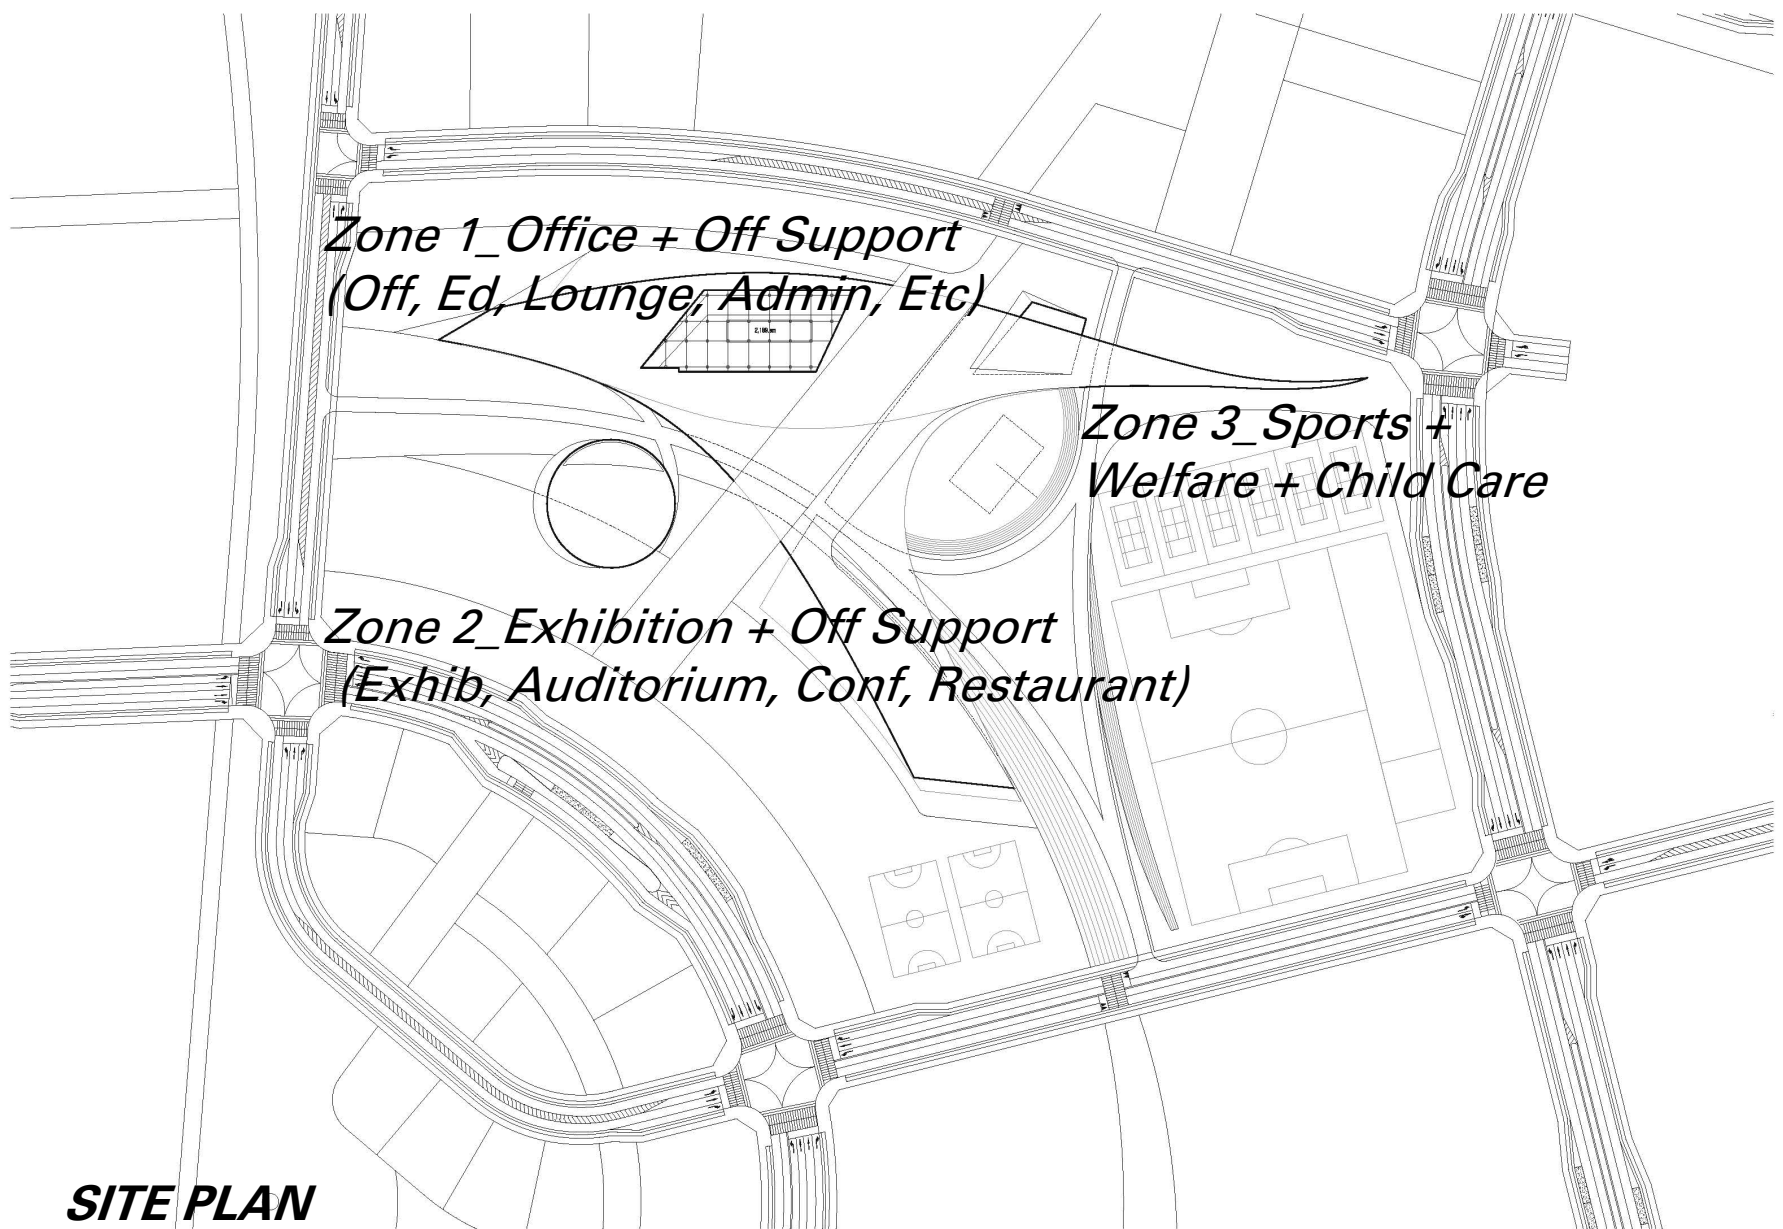 Zone 1_Office + Off Support
(Off, Ed, Lounge, Admin, Etc)
Zone 3_Sports +
Welfare + Child Care
Zone 2_Exhibition + Off Support
(Exhib, Auditorium, Conf, Restaurant)
SITE PLAN